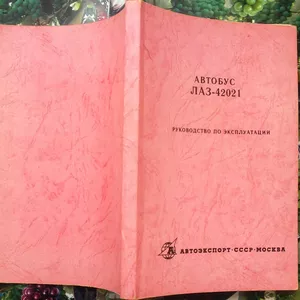 АВТОБУС
ЛАЗ-42021
РУКОВОДСТВО ПО ЭКСПЛУАТАЦИИ
АВТОЭКСПОРТ·СССР·МОСКВА